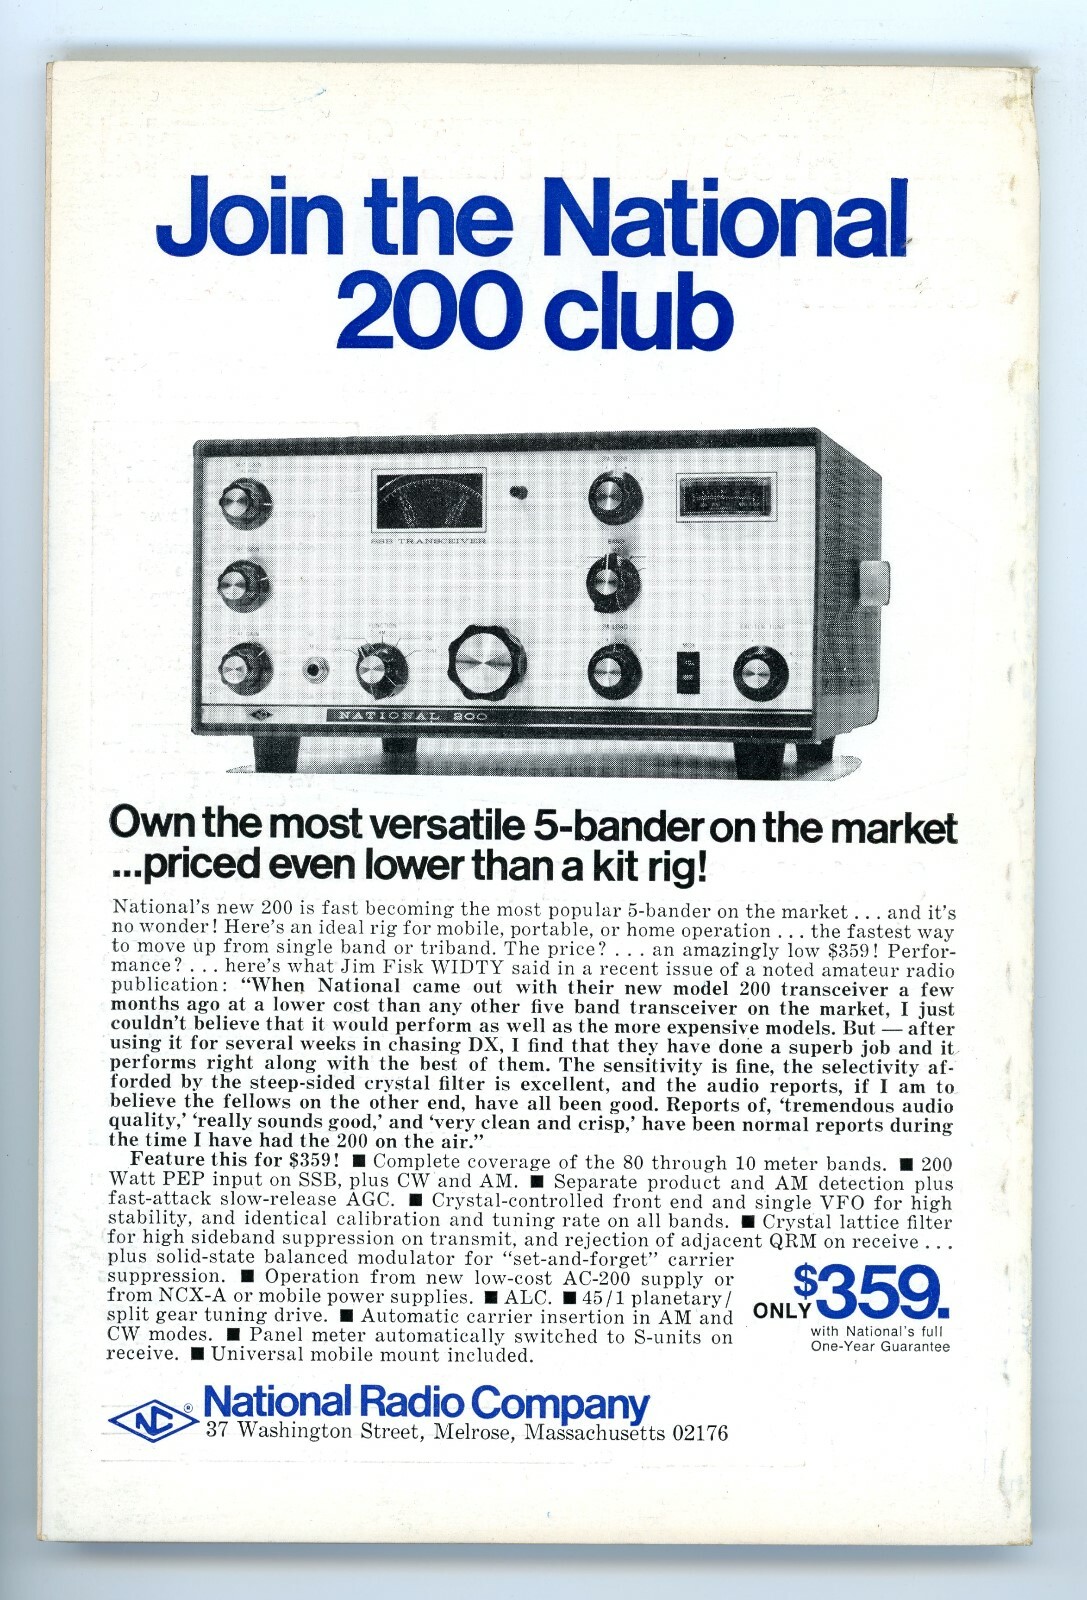 Join the National
200 club
SSB TRANSCEIVER
FUNCTION
AM
NATIONAL 200
Own the most versatile 5-bander on the market
...priced even lower than a kit rig!
National's new 200 is fast becoming the most popular 5-bander on the market . . . and it's
no wonder! Here's an ideal rig for mobile, portable, or home operation . . . the fastest way
to move up from single band or triband. The price? . . . an amazingly low $359! Perfor-
mance? . . . here's what Jim Fisk WIDTY said in a recent issue of a noted amateur radio
publication: “When National came out with their new model 200 transceiver a few
months ago at a lower cost than any other five band transceiver on the market, I just
couldn't believe that it would perform as well as the more expensive models. But — after
using it for several weeks in chasing DX, I find that they have done a superb job and it
performs right along with the best of them. The sensitivity is fine, the selectivity af-
forded by the steep-sided crystal filter is excellent, and the audio reports, if I am to
believe the fellows on the other end, have all been good. Reports of, ‘tremendous audio
quality,’ ‘really sounds good,’ and ‘very clean and crisp,’ have been normal reports during
the time I have had the 200 on the air.”
Feature this for $359! ■ Complete coverage of the 80 through 10 meter bands. ■ 200
Watt PEP input on SSB, plus CW and AM. ■ Separate product and AM detection plus
fast-attack slow-release AGC. ■ Crystal-controlled front end and single VFO for high
stability, and identical calibration and tuning rate on all bands. ■ Crystal lattice filter
for high sideband suppression on transmit, and rejection of adjacent QRM on receive . . .
plus solid-state balanced modulator for “set-and-forget” carrier
suppression. ■ Operation from new low-cost AC-200 supply or
from NCX-A or mobile power supplies. ■ ALC. ■ 45/1 planetary/
split gear tuning drive. ■ Automatic carrier insertion in AM and
CW modes. ■ Panel meter automatically switched to S-units on
receive. ■ Universal mobile mount included.
ONLY $359.
with National's full
One-Year Guarantee
NC ®
National Radio Company
37 Washington Street, Melrose, Massachusetts 02176